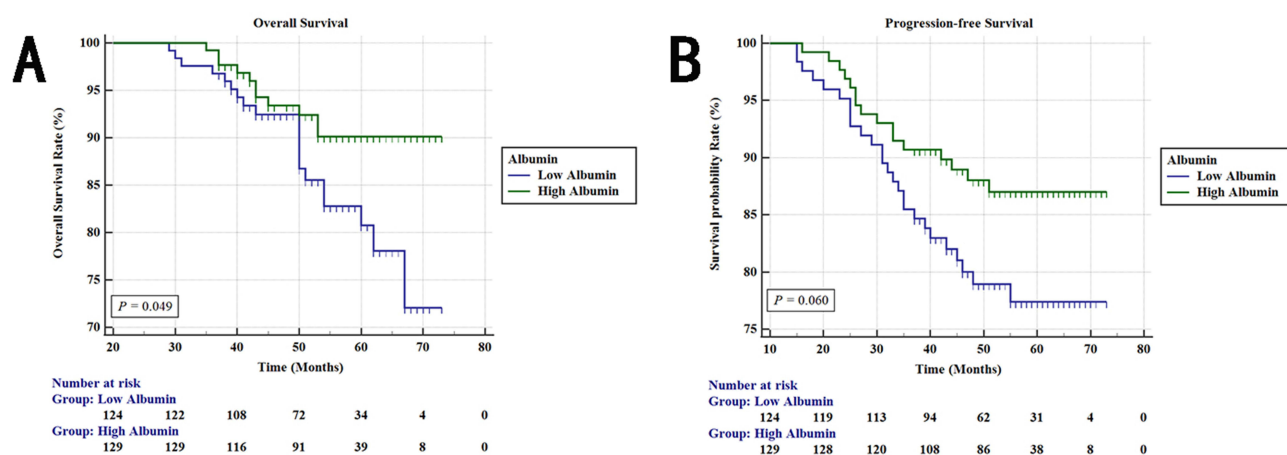 A
Overall Survival
Overall Survival Rate (%)
100
95
90
85
80
75
70
P = 0.049
20 30 40 50 60 70 80
Time (Months)
Albumin
Low Albumin
High Albumin
Number at risk
Group: Low Albumin
124 122 108 72 34 4 0
Group: High Albumin
129 129 116 91 39 8 0
B
Progression-free Survival
Survival probability Rate (%)
100
95
90
85
80
75
P = 0.060
10 20 30 40 50 60 70 80
Time (Months)
Albumin
Low Albumin
High Albumin
Number at risk
Group: Low Albumin
124 119 113 94 62 31 4 0
Group: High Albumin
129 128 120 108 86 38 8 0